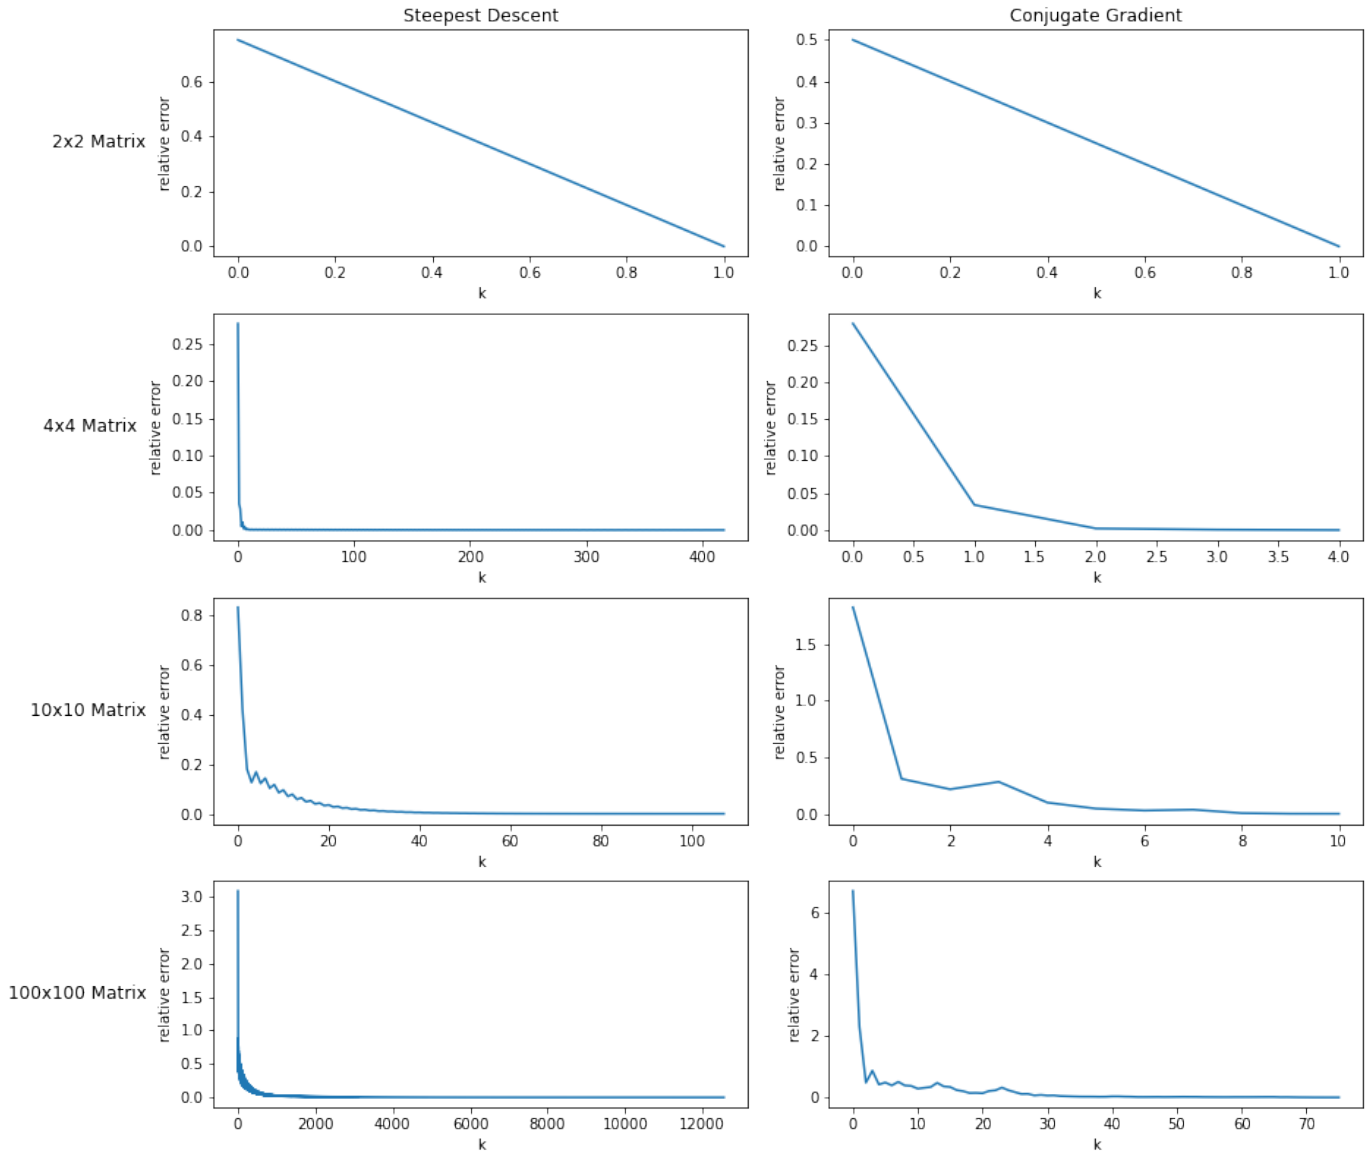 Steepest Descent
Conjugate Gradient
2x2 Matrix
relative error
0.6
0.4
0.2
0.0
0.0 0.2 0.4 0.6 0.8 1.0
k
relative error
0.5
0.4
0.3
0.2
0.1
0.0
0.0 0.2 0.4 0.6 0.8 1.0
k
4x4 Matrix
relative error
0.25
0.20
0.15
0.10
0.05
0.00
0 100 200 300 400
k
relative error
0.25
0.20
0.15
0.10
0.05
0.00
0.0 0.5 1.0 1.5 2.0 2.5 3.0 3.5 4.0
k
10x10 Matrix
relative error
0.8
0.6
0.4
0.2
0.0
0 20 40 60 80 100
k
relative error
1.5
1.0
0.5
0.0
0 2 4 6 8 10
k
100x100 Matrix
relative error
3.0
2.5
2.0
1.5
1.0
0.5
0.0
0 2000 4000 6000 8000 10000 12000
k
relative error
6
4
2
0
0 10 20 30 40 50 60 70
k